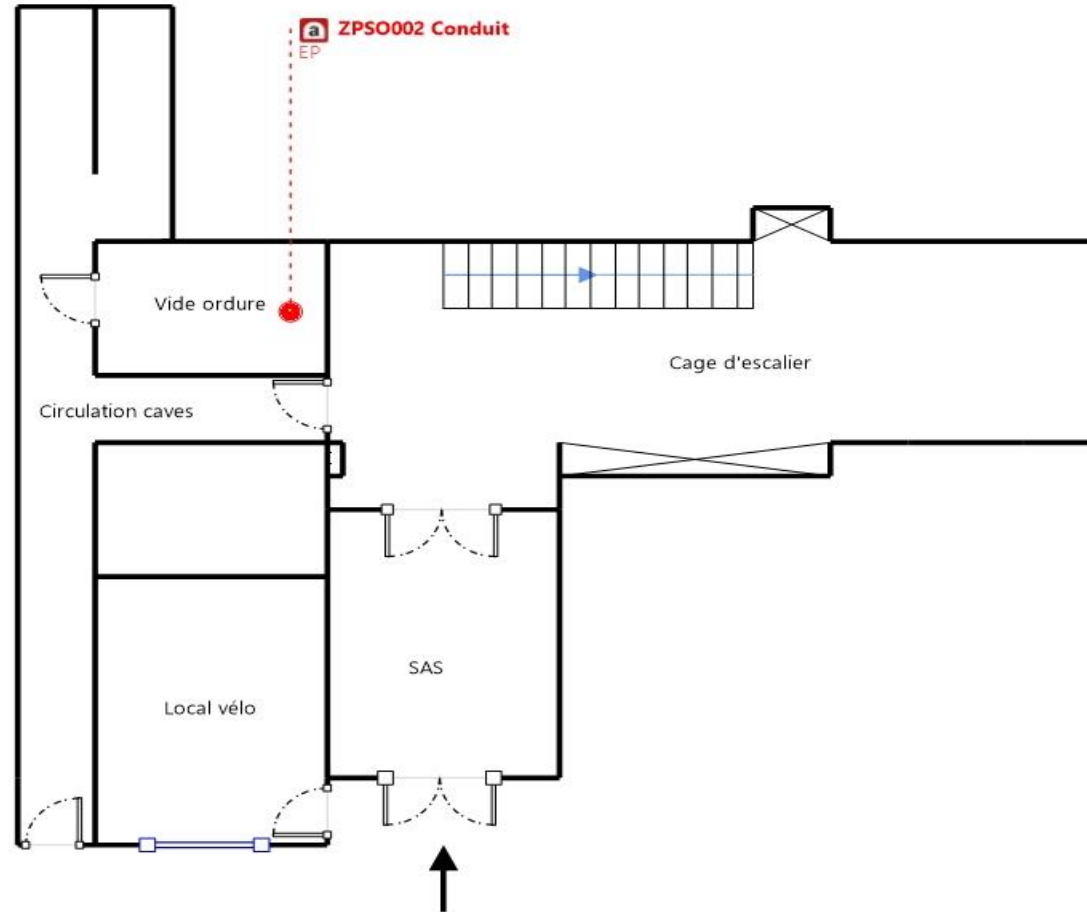 a ZPSO002 Conduit
EP
Vide ordure
Cage d'escalier
Circulation caves
SAS
Local vélo